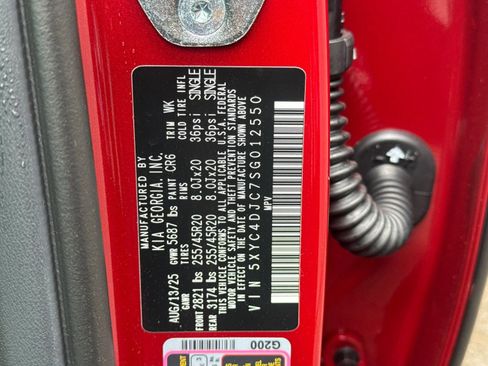 MANUFACTURED BY
KIA GEORGIA, INC.
AUG/13/25 GVWR 5687 lbs PAINT CR6 TRIM WK
GAWR TIRES RIMS COLD TIRE INFL
FRONT 2821 lbs 255/45R20 8.0Jx20 36psi SINGLE
REAR 3174 lbs 255/45R20 8.0Jx20 36psi SINGLE
THIS VEHICLE CONFORMS TO ALL APPLICABLE U.S.A. FEDERAL
MOTOR VEHICLE SAFETY AND THEFT PREVENTION STANDARDS
IN EFFECT ON THE DATE OF MANUFACTURE SHOWN ABOVE
VIN 5XYC4DDC7SG012550
MPV
G200